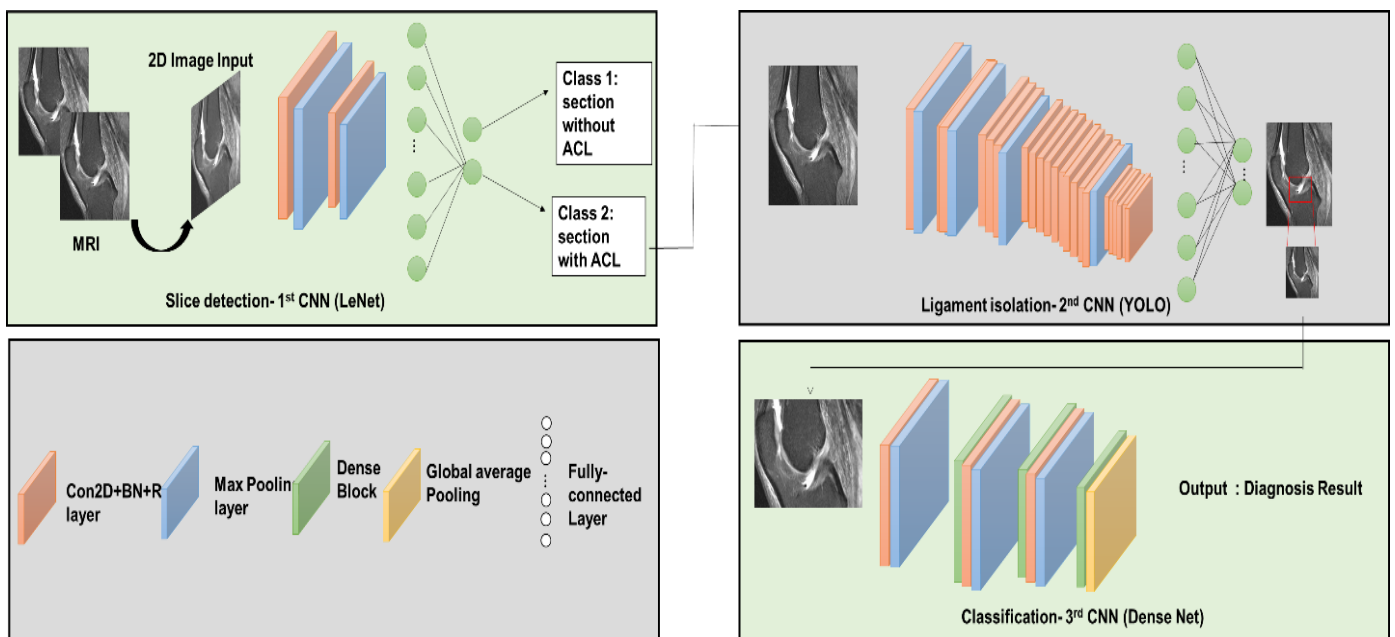 2D Image Input
MRI
Class 1:
section
without
ACL
Class 2:
section
with ACL
Slice detection- 1st CNN (LeNet)
Ligament isolation- 2nd CNN (YOLO)
Con2D+BN+R
layer
Max Poolin
layer
Dense
Block
Global average
Pooling
Fully-
connected
Layer
Output : Diagnosis Result
Classification- 3rd CNN (Dense Net)